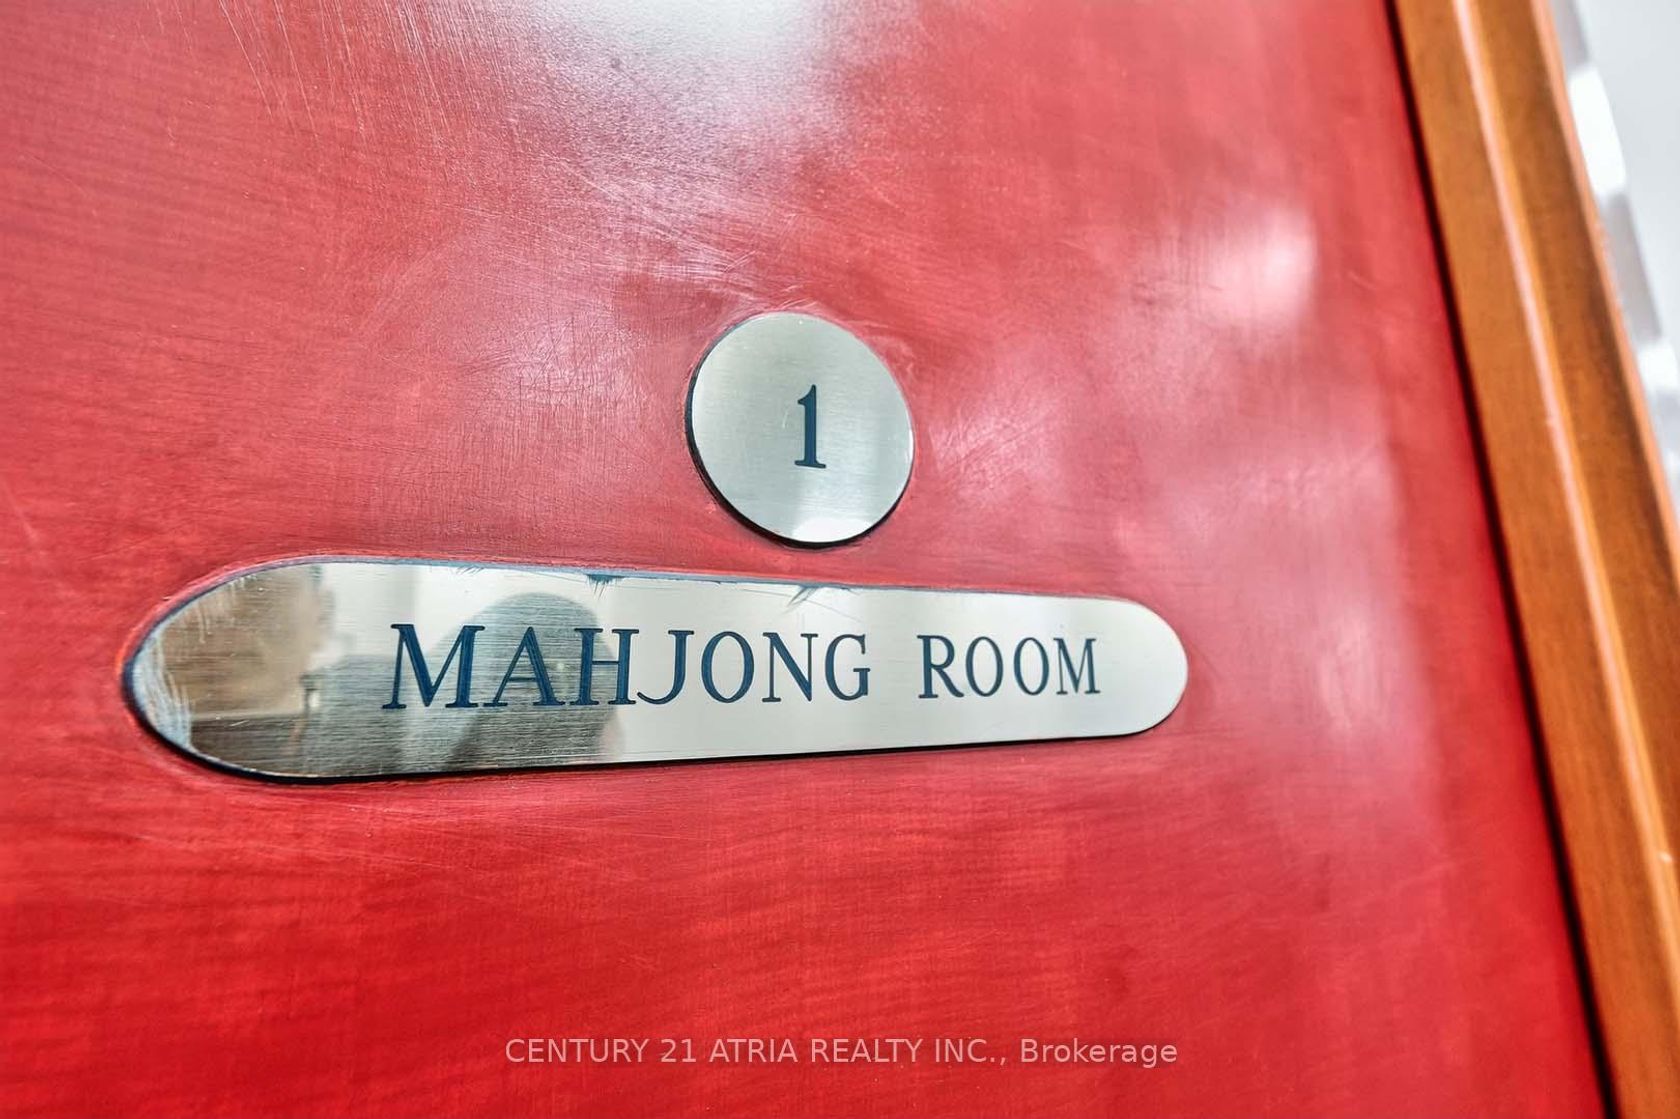 1
MAHJONG ROOM
CENTURY 21 ATRIA REALTY INC., Brokerage